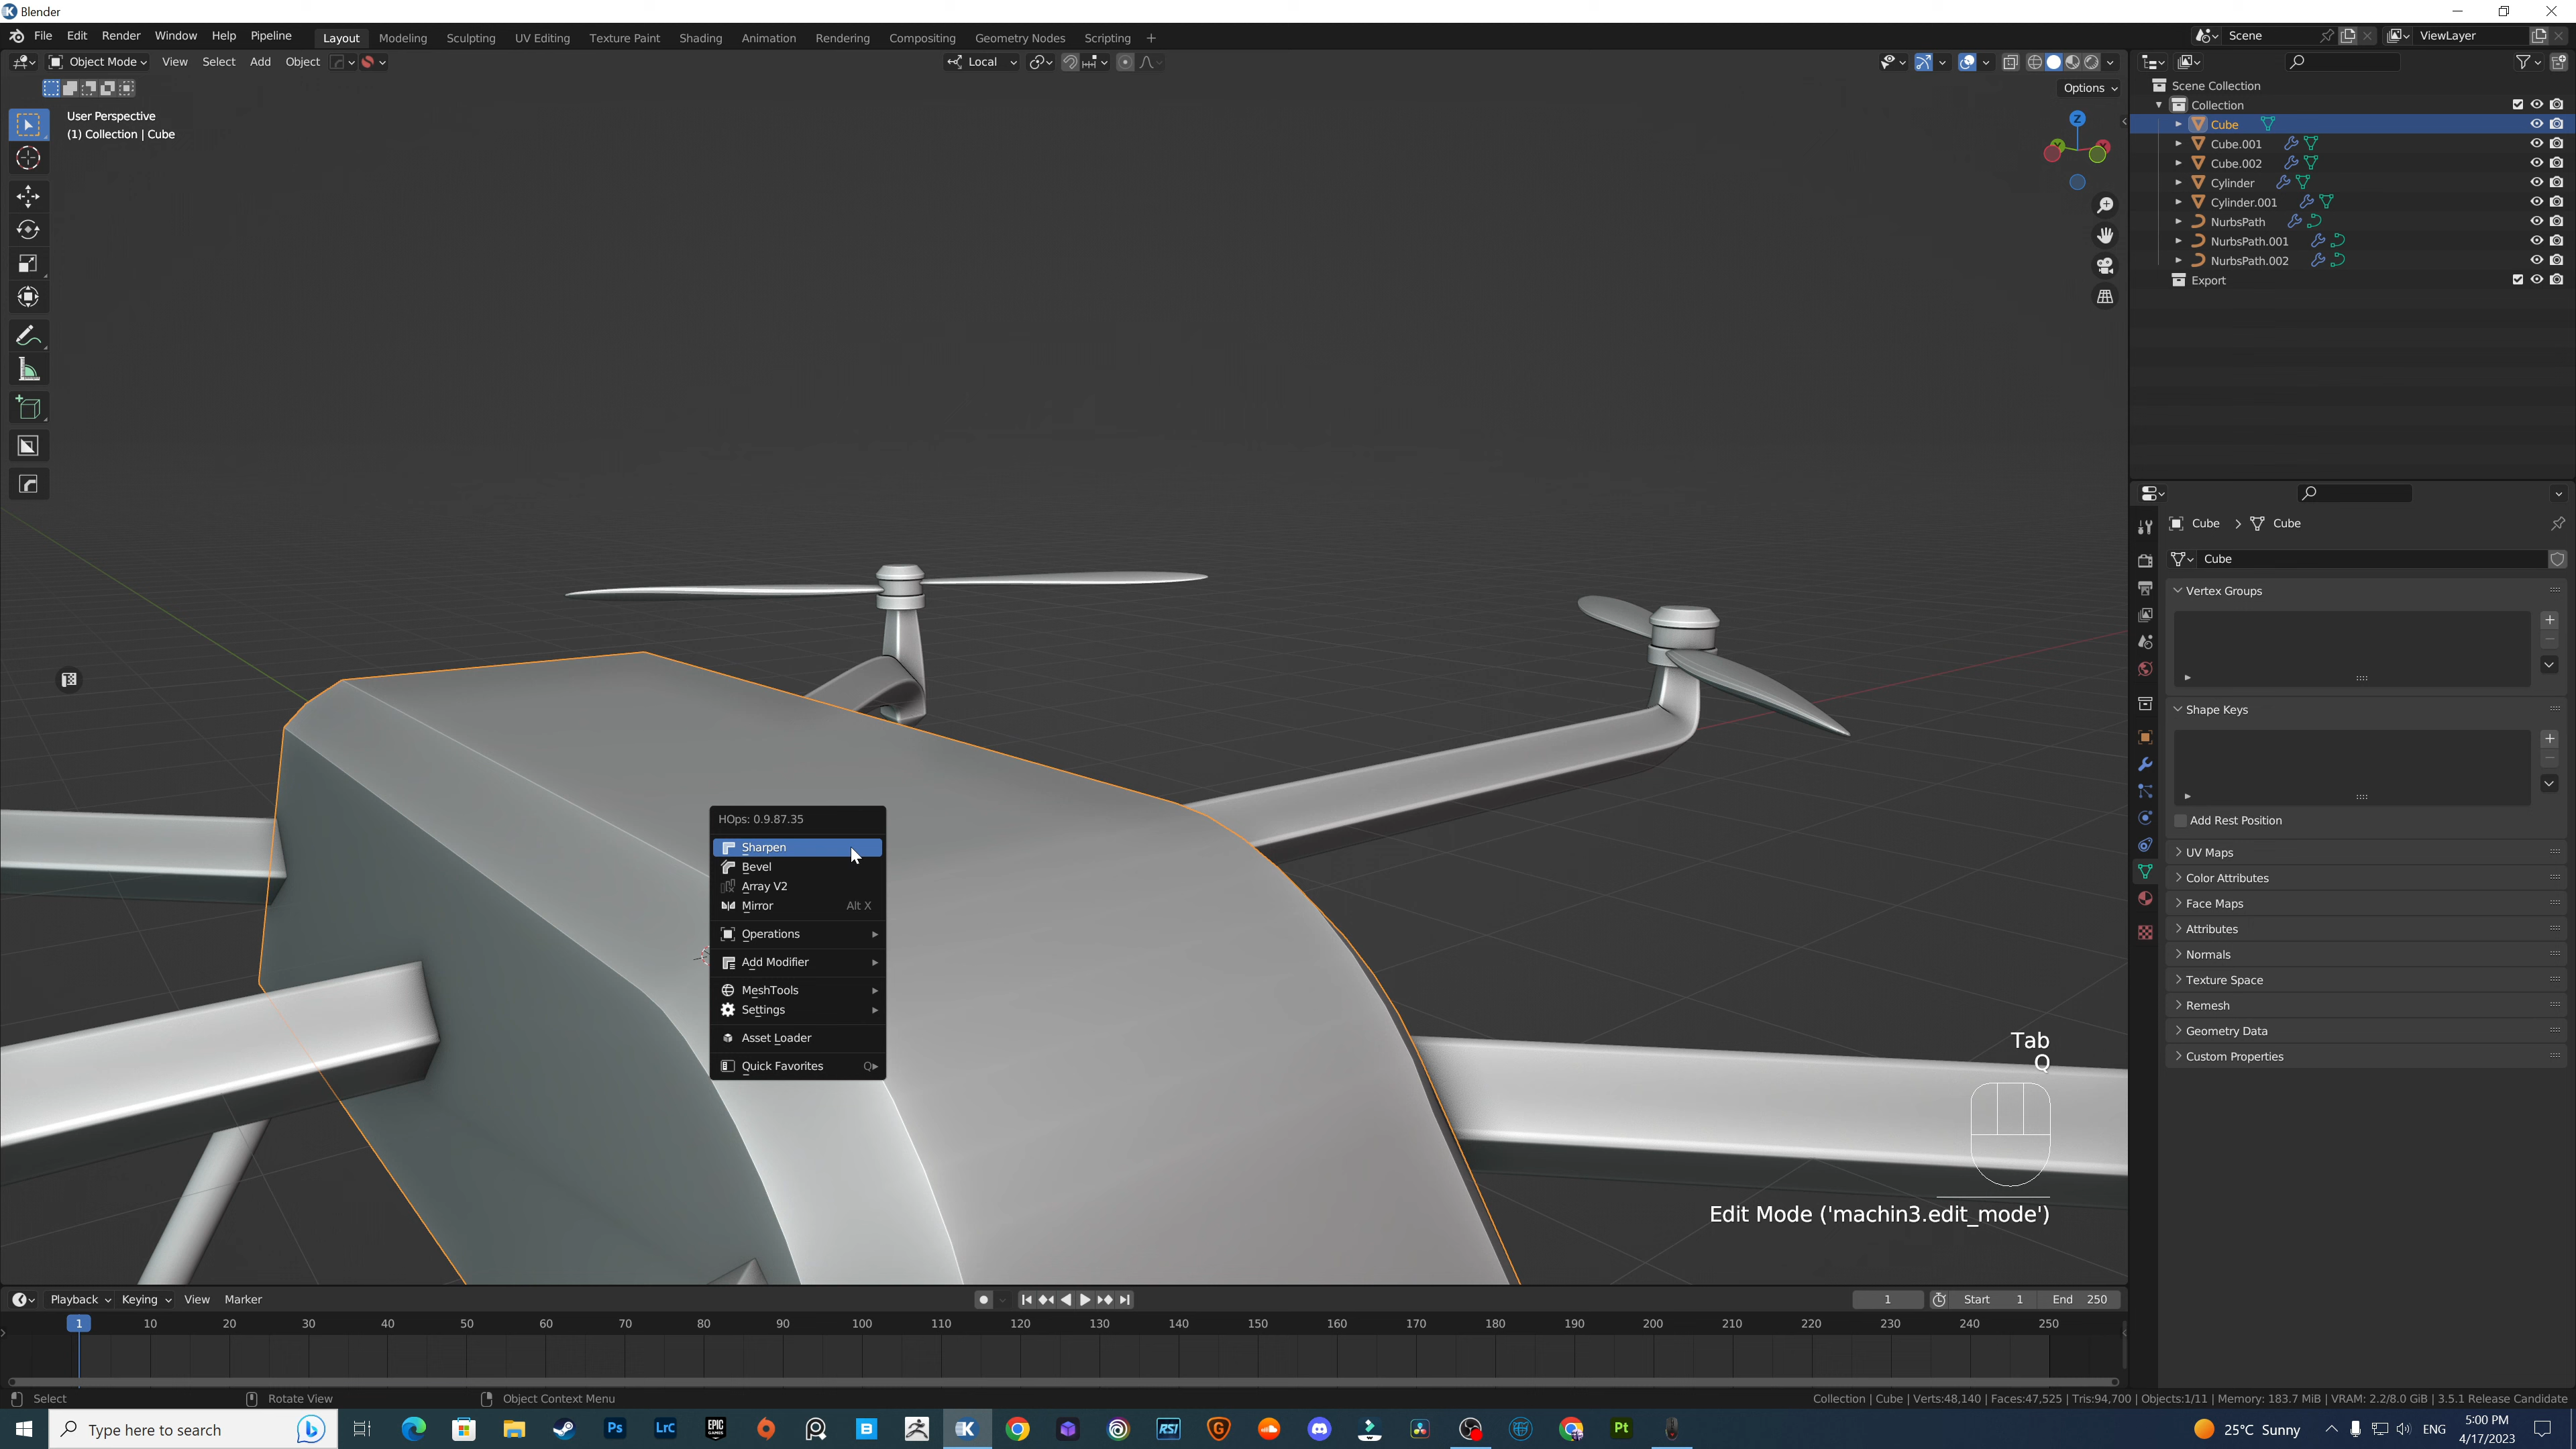 Blender
File Edit Render Window Help Pipeline
Layout Modeling Sculpting UV Editing Texture Paint Shading Animation Rendering Compositing Geometry Nodes Scripting +
Scene
ViewLayer
Object Mode View Select Add Object
Local
Options
User Perspective
(1) Collection | Cube
Z
Scene Collection
Collection
Cube
Cube.001
Cube.002
Cylinder
Cylinder.001
NurbsPath
NurbsPath.001
NurbsPath.002
Export
Cube > Cube
Cube
Vertex Groups
Shape Keys
Add Rest Position
UV Maps
Color Attributes
Face Maps
Attributes
Normals
Texture Space
Remesh
Geometry Data
Custom Properties
HOps: 0.9.87.35
Sharpen
Bevel
Array V2
Mirror Alt X
Operations
Add Modifier
MeshTools
Settings
Asset Loader
Quick Favorites Q
Tab
Q
Edit Mode ('machin3.edit_mode')
Playback Keying View Marker
1 Start 1 End 250
1 10 20 30 40 50 60 70 80 90 100 110 120 130 140 150 160 170 180 190 200 210 220 230 240 250
Select Rotate View Object Context Menu
Collection | Cube | Verts:48,140 | Faces:47,525 | Tris:94,700 | Objects:1/11 | Memory: 183.7 MiB | VRAM: 2.2/8.0 GiB | 3.5.1 Release Candidate
Type here to search
Ps
Lrc
EPIC GAMES
B
K
RSI
G
Pt
25°C Sunny
ENG
5:00 PM
4/17/2023